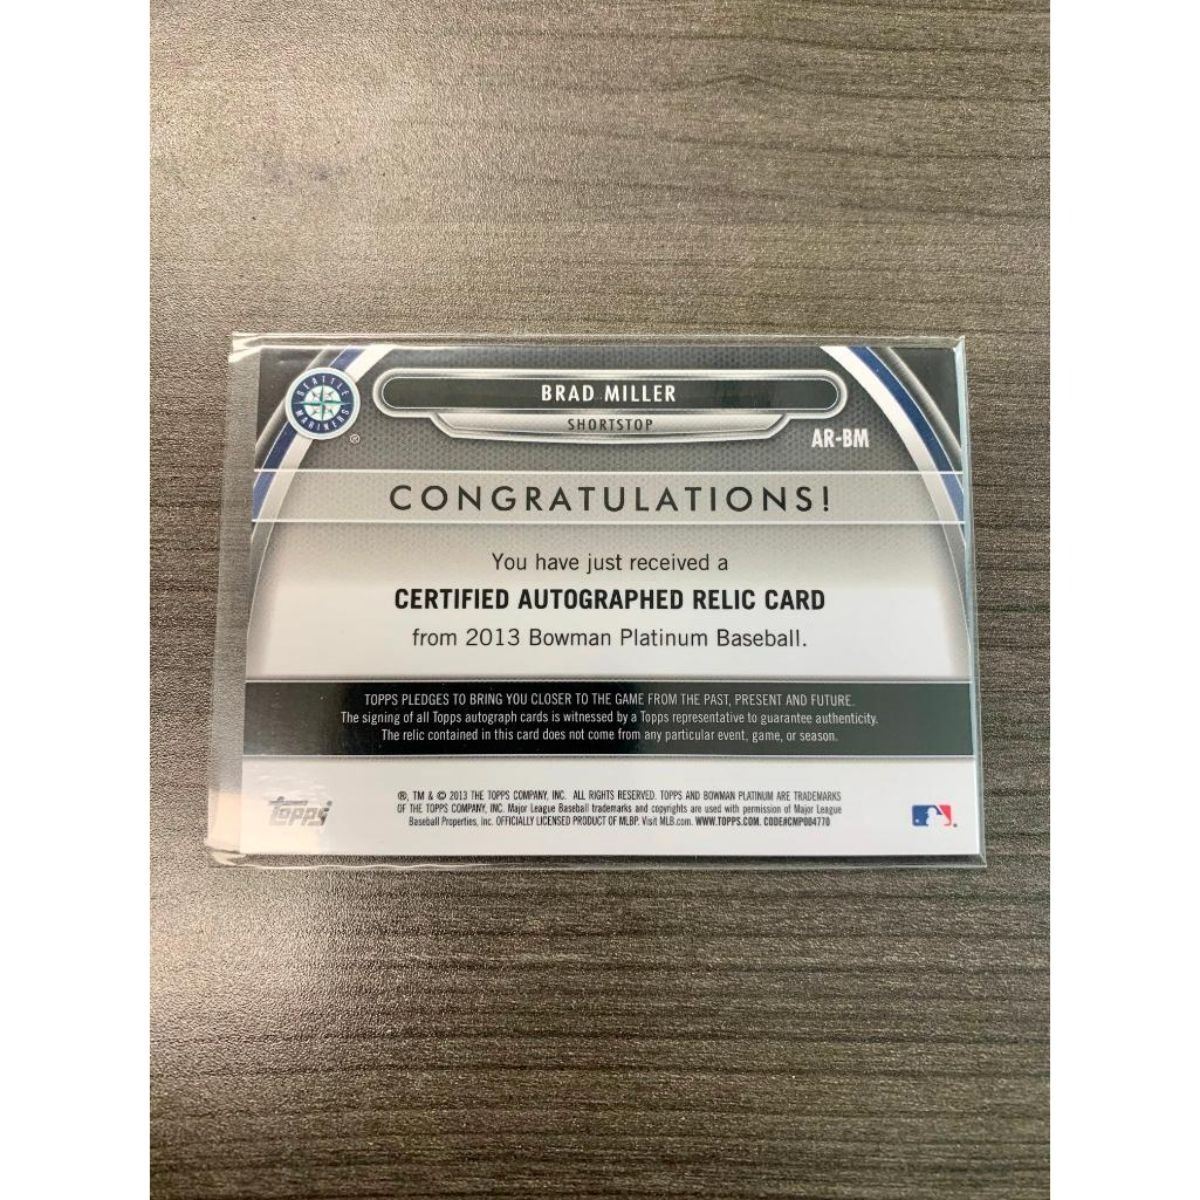 SEATTLE MARINERS
®
BRAD MILLER
SHORTSTOP
AR-BM
CONGRATULATIONS!
You have just received a
CERTIFIED AUTOGRAPHED RELIC CARD
from 2013 Bowman Platinum Baseball.
TOPPS PLEDGES TO BRING YOU CLOSER TO THE GAME FROM THE PAST, PRESENT AND FUTURE.
The signing of all Topps autograph cards is witnessed by a Topps representative to guarantee authenticity.
The relic contained in this card does not come from any particular event, game, or season.
topps
®, TM & © 2013 THE TOPPS COMPANY, INC. ALL RIGHTS RESERVED. TOPPS AND BOWMAN PLATINUM ARE TRADEMARKS
OF THE TOPPS COMPANY, INC. Major League Baseball trademarks and copyrights are used with permission of Major League
Baseball Properties, Inc. OFFICIALLY LICENSED PRODUCT OF MLBP. Visit MLB.com. WWW.TOPPS.COM. CODE#CMP004770